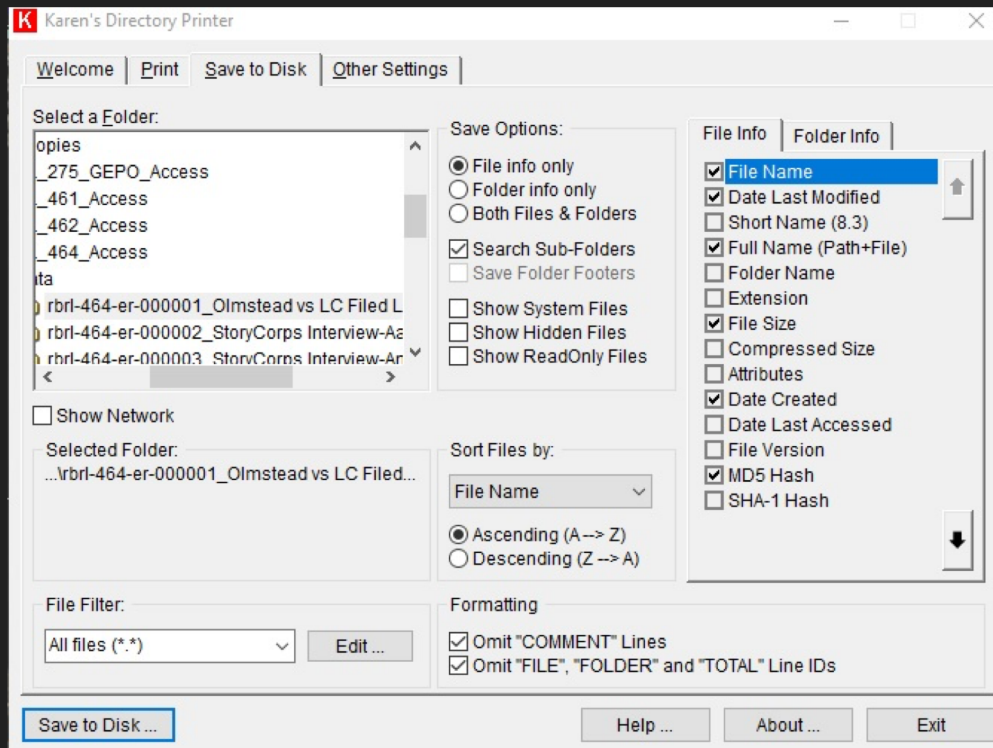 K Karen's Directory Printer
Welcome Print Save to Disk Other Settings
Select a Folder:
opies
_275_GEPO_Access
_461_Access
_462_Access
_464_Access
ata
rbrl-464-er-000001_Olmstead vs LC Filed L
rbrl-464-er-000002_StoryCorps Interview-Aa
rbrl-464-er-000003_StoryCorps Interview-Ar
Show Network
Selected Folder:
...\rbrl-464-er-000001_Olmstead vs LC Filed...
File Filter:
All files (*.*)
Edit ...
Save Options:
File info only
Folder info only
Both Files & Folders
Search Sub-Folders
Save Folder Footers
Show System Files
Show Hidden Files
Show ReadOnly Files
Sort Files by:
File Name
Ascending (A --> Z)
Descending (Z --> A)
File Info Folder Info
File Name
Date Last Modified
Short Name (8.3)
Full Name (Path+File)
Folder Name
Extension
File Size
Compressed Size
Attributes
Date Created
Date Last Accessed
File Version
MD5 Hash
SHA-1 Hash
Formatting
Omit "COMMENT" Lines
Omit "FILE", "FOLDER" and "TOTAL" Line IDs
Save to Disk ... Help ... About ... Exit